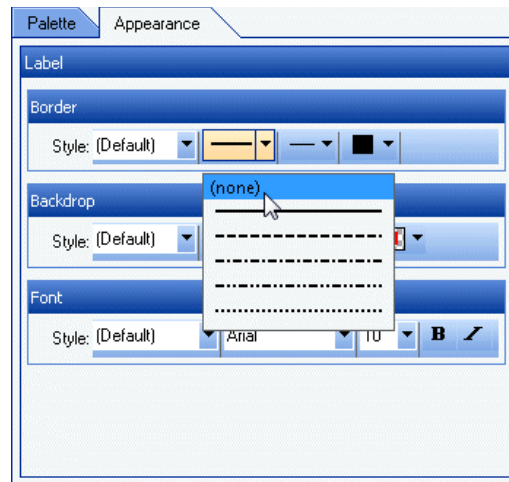 Palette Appearance
Label
Border
Style: (Default)
(none)
Backdrop
Style: (Default)
Font
Style: (Default) Arial 10 B I